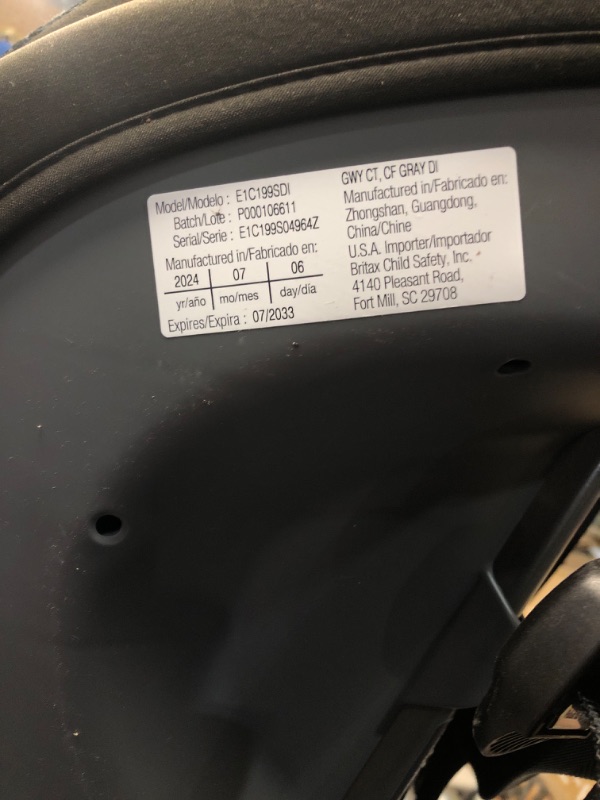 Model/Modelo : E1C199SDI
Batch/Lote : P000106611
Serial/Serie : E1C199S04964Z
Manufactured in/Fabricado en:
2024 07 06
yr/año mo/mes day/día
Expires/Expira : 07/2033
GWY CT, CF GRAY DI
Manufactured in/Fabricado en:
Zhongshan, Guangdong,
China/Chine
U.S.A. Importer/Importador
Britax Child Safety, Inc.
4140 Pleasant Road,
Fort Mill, SC 29708